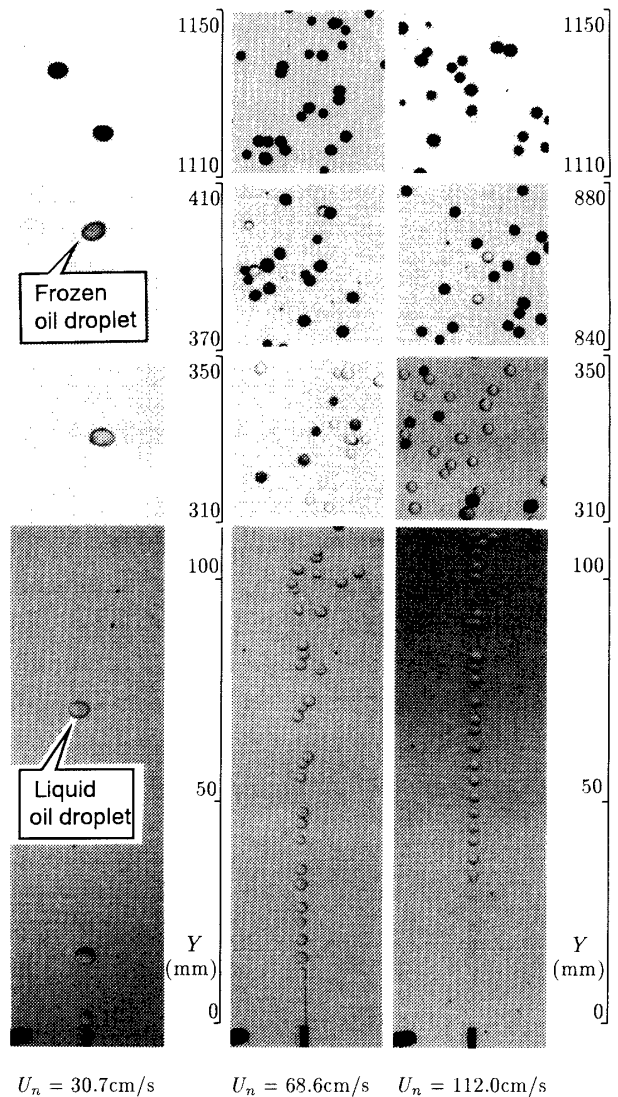 1150
1150
1110
1110
410
880
Frozen
oil droplet
370
840
350
350
310
310
100
100
50
50
Liquid
oil droplet
Y
(mm)
Y
(mm)
0
0
U_n = 30.7cm/s
U_n = 68.6cm/s
U_n = 112.0cm/s